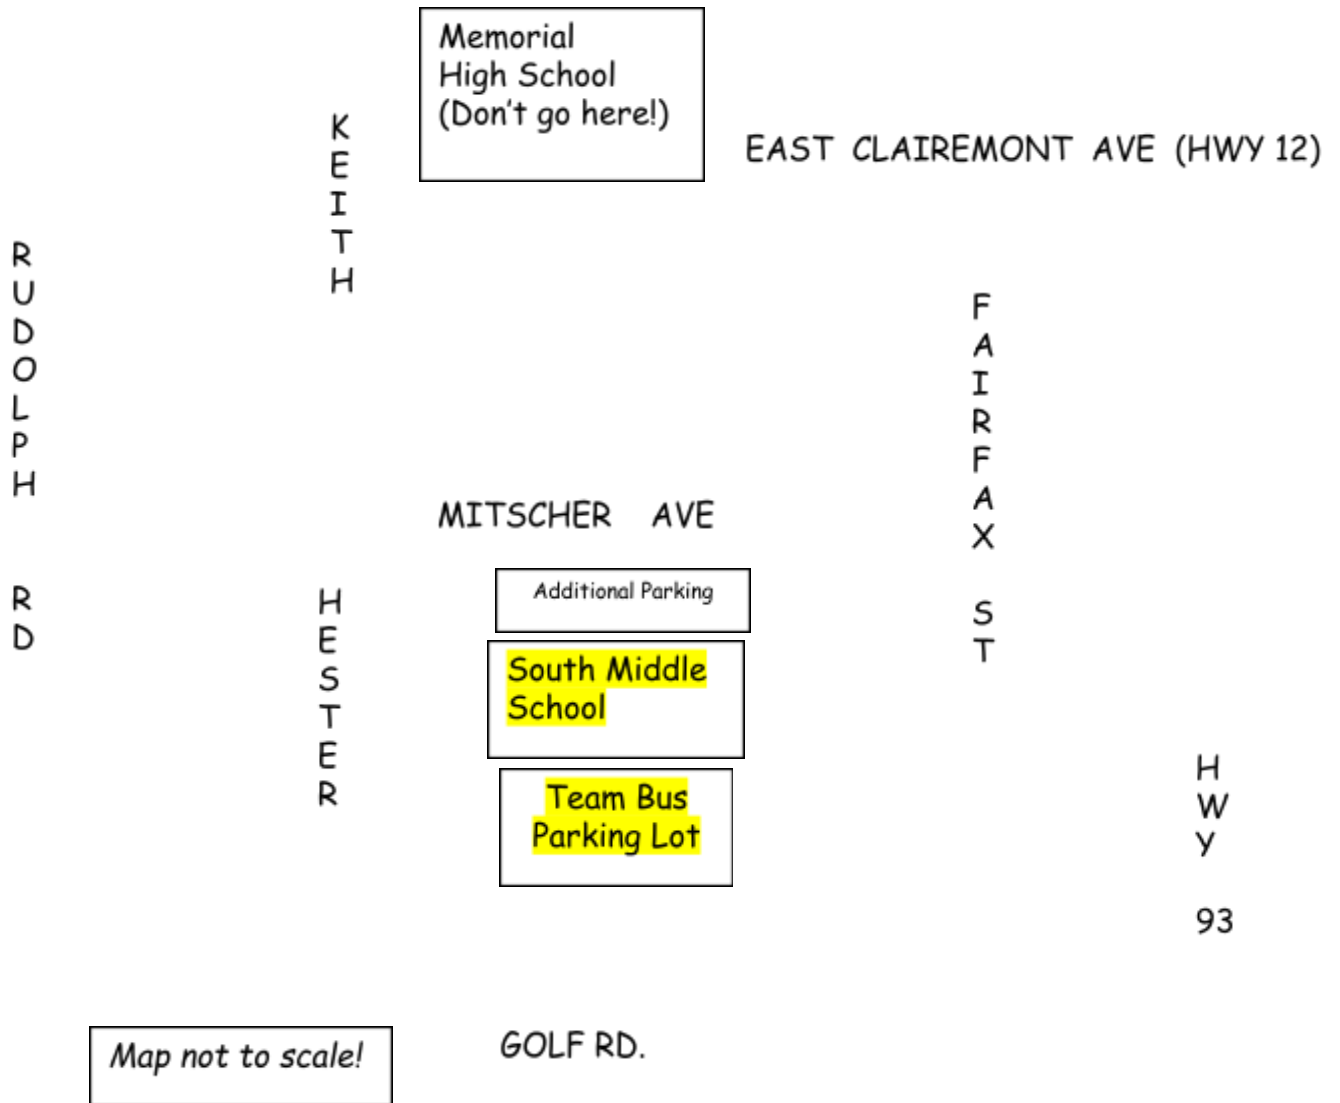 Memorial
High School
(Don't go here!)
KEITH
EAST CLAIREMONT AVE (HWY 12)
RUDOLPH RD
FAIRFAX ST
MITSCHER AVE
Additional Parking
HESTER
South Middle
School
Team Bus
Parking Lot
HWY 93
Map not to scale!
GOLF RD.